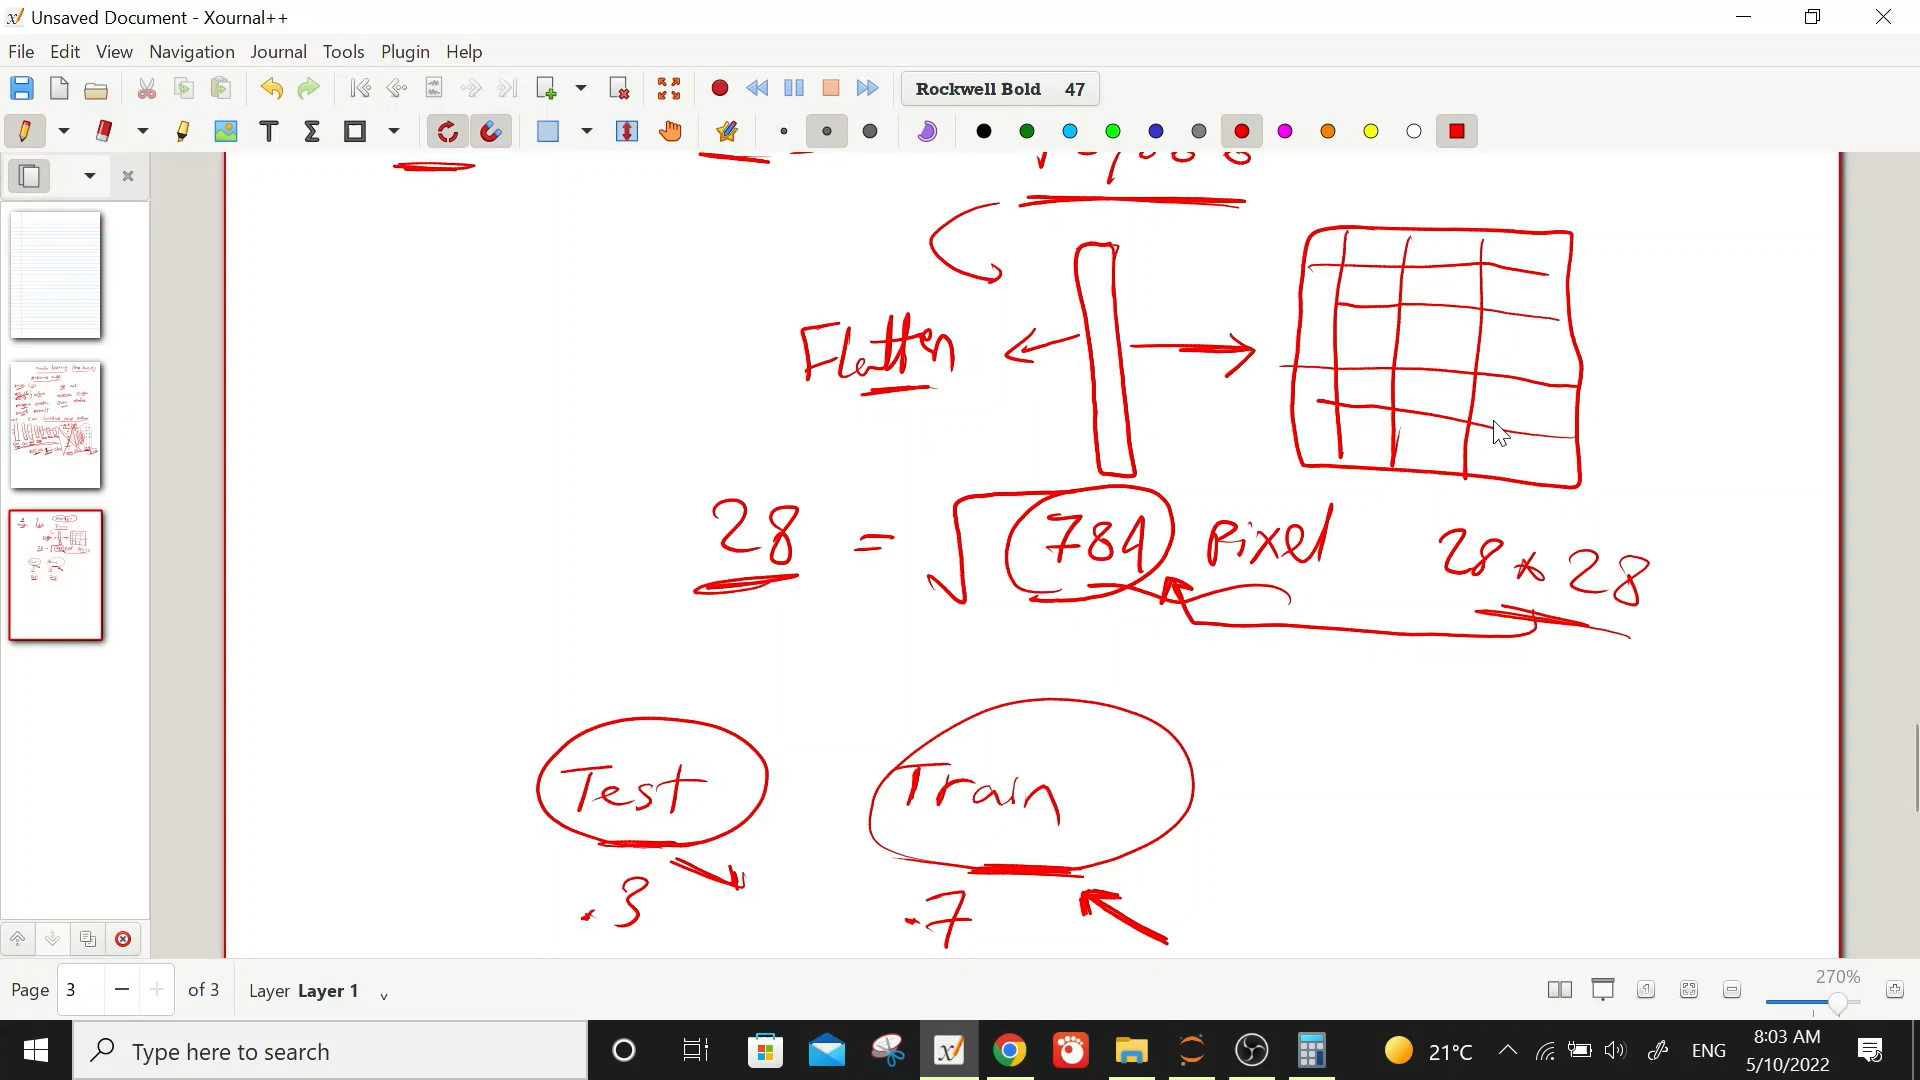 Unsaved Document - Xournal++
File Edit View Navigation Journal Tools Plugin Help
Rockwell Bold 47
Flatten
28 = √784 Pixel 28 * 28
Test Train
.3 .7
Page 3 of 3 Layer Layer 1 270%
Type here to search 21°C ENG 8:03 AM
5/10/2022